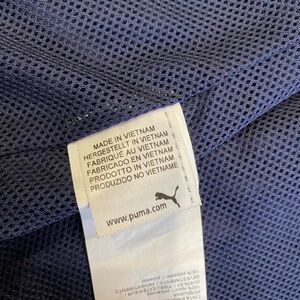 MADE IN VIETNAM
HERGESTELLT IN VIETNAM
FABRIQUÉ AU VIETNAM
FABRICADO EN VIETNAM
PRODOTTO IN VIETNAM
PRODUZIDO NO VIETNAME
www.puma.com